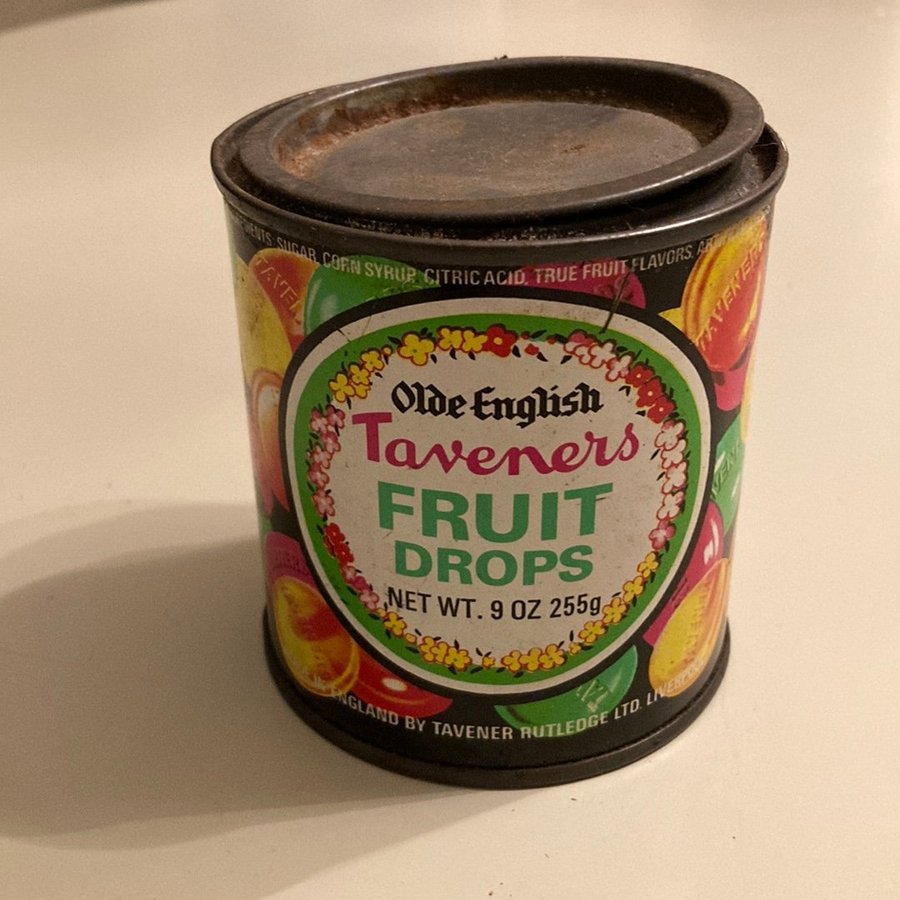 SUGAR, CORN SYRUP, CITRIC ACID, TRUE FRUIT FLAVORS,
Olde English
Taveners
FRUIT
DROPS
NET WT. 9 OZ 255g
ENGLAND BY TAVENER RUTLEDGE LTD.